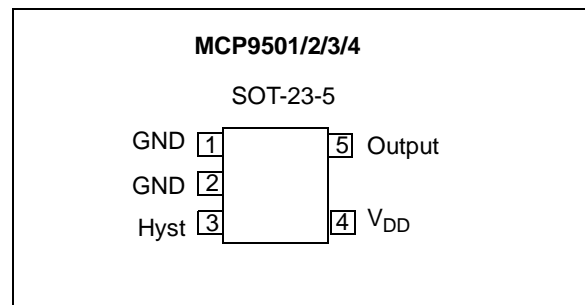 MCP9501/2/3/4
SOT-23-5
GND 1 5 Output
GND 2
Hyst 3 4 VDD